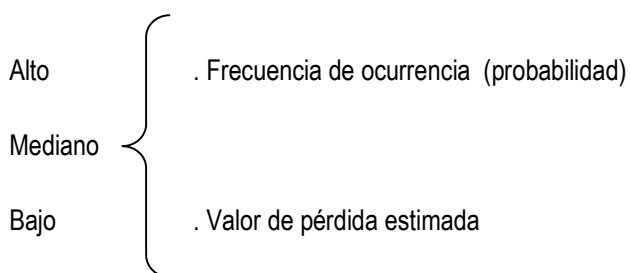 Alto . Frecuencia de ocurrencia (probabilidad)
Mediano
Bajo . Valor de pérdida estimada